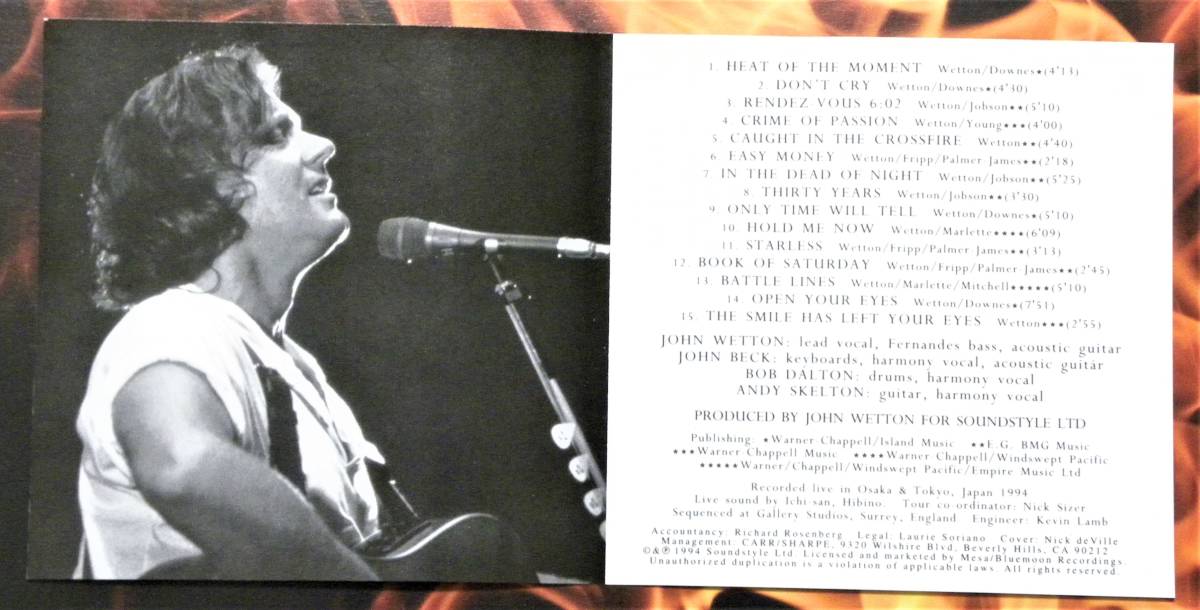 1. HEAT OF THE MOMENT Wetton/Downes★(4'13)
2. DON'T CRY Wetton/Downes★(4'30)
3. RENDEZ VOUS 6:02 Wetton/Jobson★★(5'10)
4. CRIME OF PASSION Wetton/Young★★★(4'00)
5. CAUGHT IN THE CROSSFIRE Wetton★★(4'40)
6. EASY MONEY Wetton/Fripp/Palmer-James★★(2'18)
7. IN THE DEAD OF NIGHT Wetton/Jobson★★(5'25)
8. THIRTY YEARS Wetton/Jobson★★(3'30)
9. ONLY TIME WILL TELL Wetton/Downes★(5'10)
10. HOLD ME NOW Wetton/Marlette★★★★(6'09)
11. STARLESS Wetton/Fripp/Palmer-James★★(3'13)
12. BOOK OF SATURDAY Wetton/Fripp/Palmer-James★★(2'45)
13. BATTLE LINES Wetton/Marlette/Mitchell★★★★★(5'10)
14. OPEN YOUR EYES Wetton/Downes★(7'51)
15. THE SMILE HAS LEFT YOUR EYES Wetton★★★(2'55)
JOHN WETTON: lead vocal, Fernandes bass, acoustic guitar
JOHN BECK: keyboards, harmony vocal, acoustic guitar
BOB DALTON: drums, harmony vocal
ANDY SKELTON: guitar, harmony vocal
PRODUCED BY JOHN WETTON FOR SOUNDSTYLE LTD
Publishing: ★Warner Chappell/Island Music ★★E.G. BMG Music
★★★Warner Chappell Music ★★★★Warner Chappell/Windswept Pacific
★★★★★Warner/Chappell/Windswept Pacific/Empire Music Ltd
Recorded live in Osaka & Tokyo, Japan 1994
Live sound by Ichi-san, Hibino. Tour co-ordinator: Nick Sizer
Sequenced at Gallery Studios, Surrey, England. Engineer: Kevin Lamb
Accountancy: Richard Rosenberg Legal: Laurie Soriano Cover: Nick deVille
Management: CARR/SHARPE, 9320 Wilshire Blvd, Beverly Hills, CA 90212
©&℗ 1994 Soundstyle Ltd. Licensed and marketed by Mesa/Bluemoon Recordings.
Unauthorized duplication is a violation of applicable laws. All rights reserved.